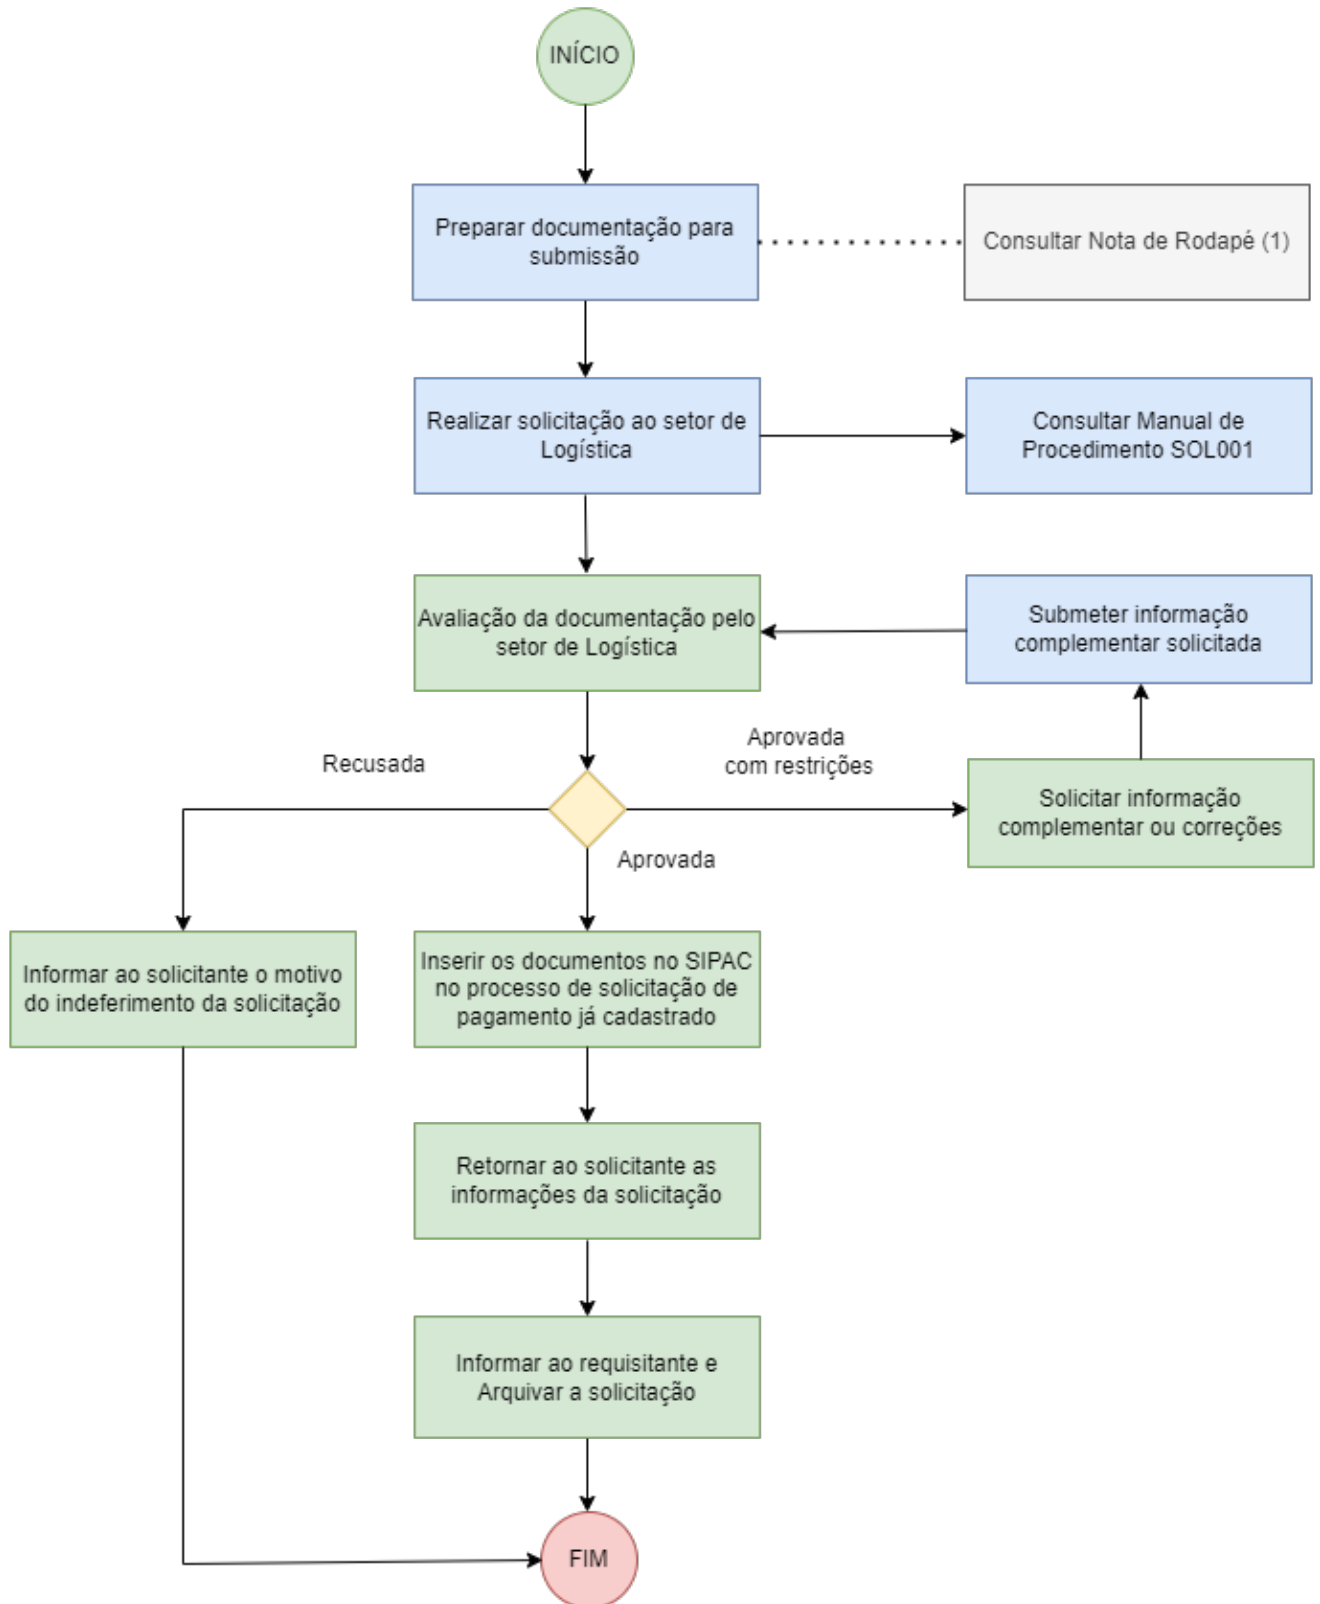 INÍCIO
Preparar documentação para
submissão
Consultar Nota de Rodapé (1)
Realizar solicitação ao setor de
Logística
Consultar Manual de
Procedimento SOL001
Avaliação da documentação pelo
setor de Logística
Submeter informação
complementar solicitada
Recusada
Aprovada
com restrições
Solicitar informação
complementar ou correções
Aprovada
Informar ao solicitante o motivo
do indeferimento da solicitação
Inserir os documentos no SIPAC
no processo de solicitação de
pagamento já cadastrado
Retornar ao solicitante as
informações da solicitação
Informar ao requisitante e
Arquivar a solicitação
FIM